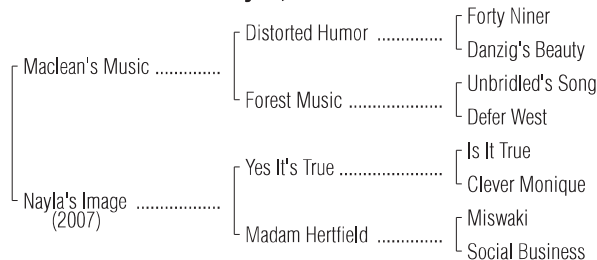 Forty Niner
Distorted Humor ..............
Danzig's Beauty
Maclean's Music ..............
Unbridled's Song
Forest Music ....................
Defer West
Is It True
Yes It's True ......................
Clever Monique
Nayla's Image .................
(2007)
Miswaki
Madam Hertfield ..............
Social Business